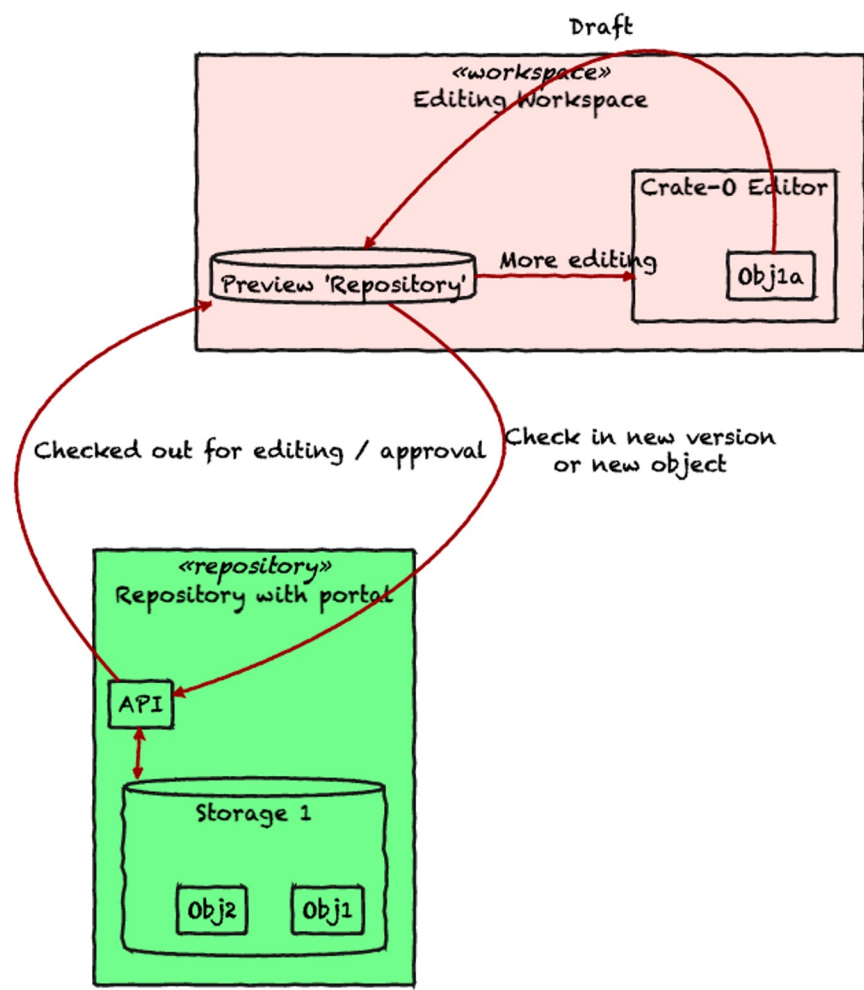 Draft
«workspace»
Editing Workspace
Crate-O Editor
More editing
Obj1a
Preview 'Repository'
Checked out for editing / approval
Check in new version
or new object
«repository»
Repository with portal
API
Storage 1
Obj2
Obj1